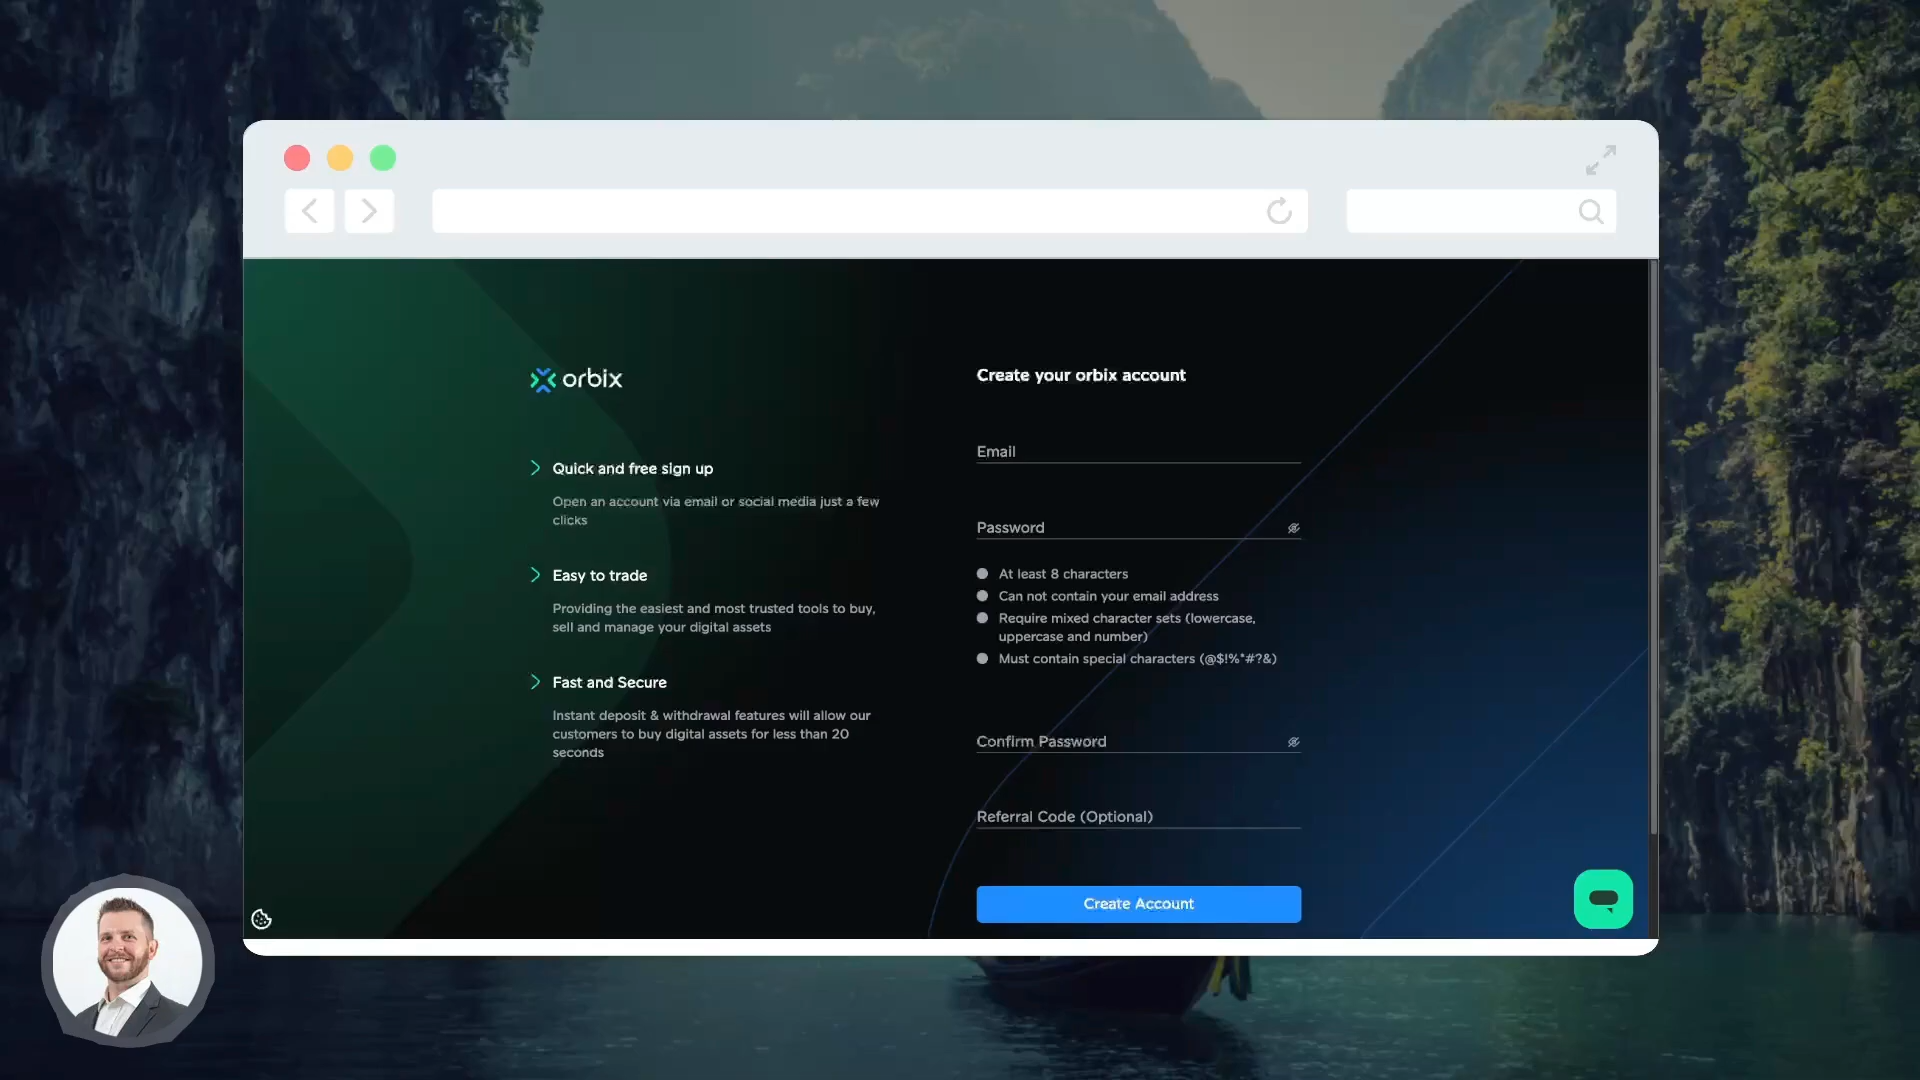 orbix
Quick and free sign up
Open an account via email or social media just a few
clicks
Easy to trade
Providing the easiest and most trusted tools to buy,
sell and manage your digital assets
Fast and Secure
Instant deposit & withdrawal features will allow our
customers to buy digital assets for less than 20
seconds
Create your orbix account
Email
Password
At least 8 characters
Can not contain your email address
Require mixed character sets (lowercase,
uppercase and number)
Must contain special characters (@$!%*#?&)
Confirm Password
Referral Code (Optional)
Create Account